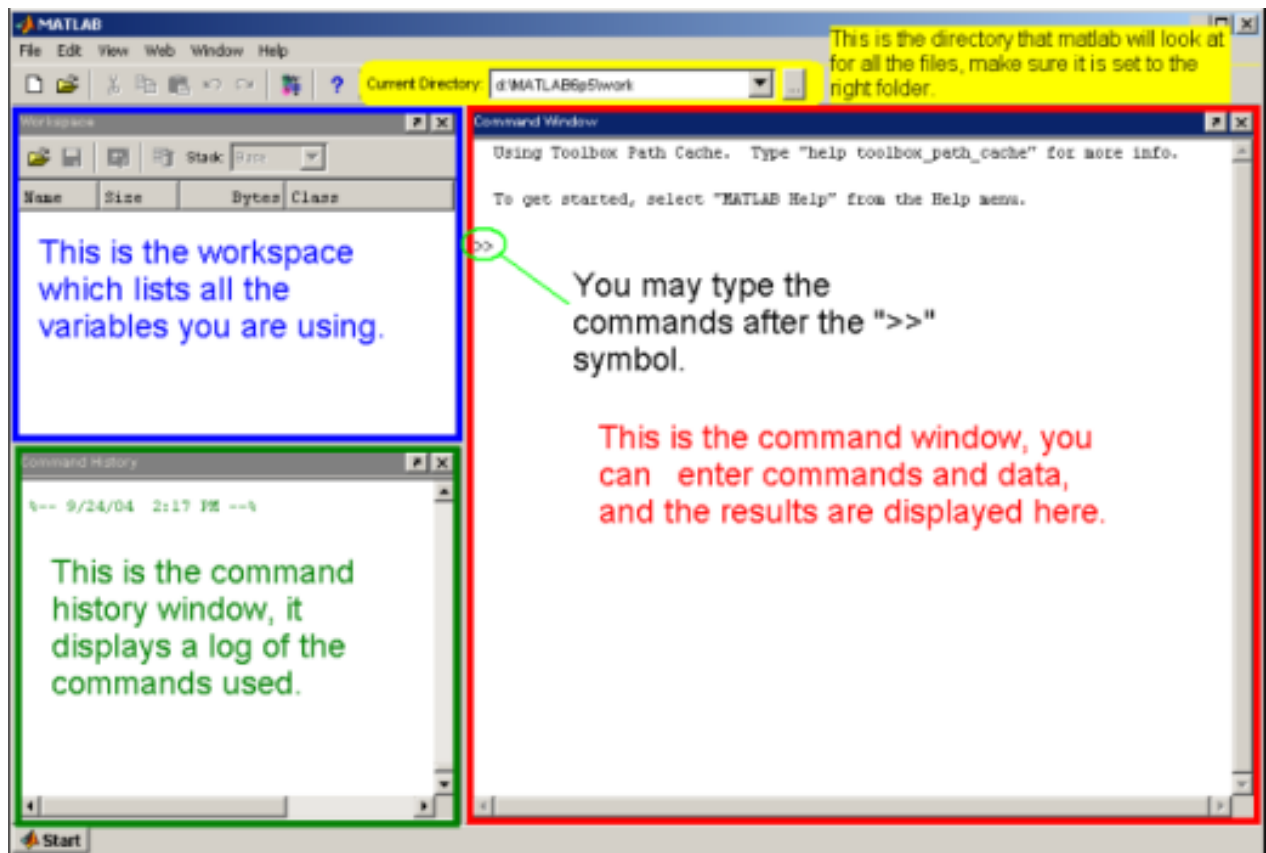 MATLAB
File Edit View Web Window Help
Current Directory: d:\MATLAB6p5\work ...
This is the directory that matlab will look at
for all the files, make sure it is set to the
right folder.
Workspace
Stack: Base
Name Size Bytes Class
This is the workspace
which lists all the
variables you are using.
Command History
%-- 9/24/04 2:17 PM --%
This is the command
history window, it
displays a log of the
commands used.
Command Window
Using Toolbox Path Cache. Type "help toolbox_path_cache" for more info.
To get started, select "MATLAB Help" from the Help menu.
>>
You may type the
commands after the ">>"
symbol.
This is the command window, you
can enter commands and data,
and the results are displayed here.
Start